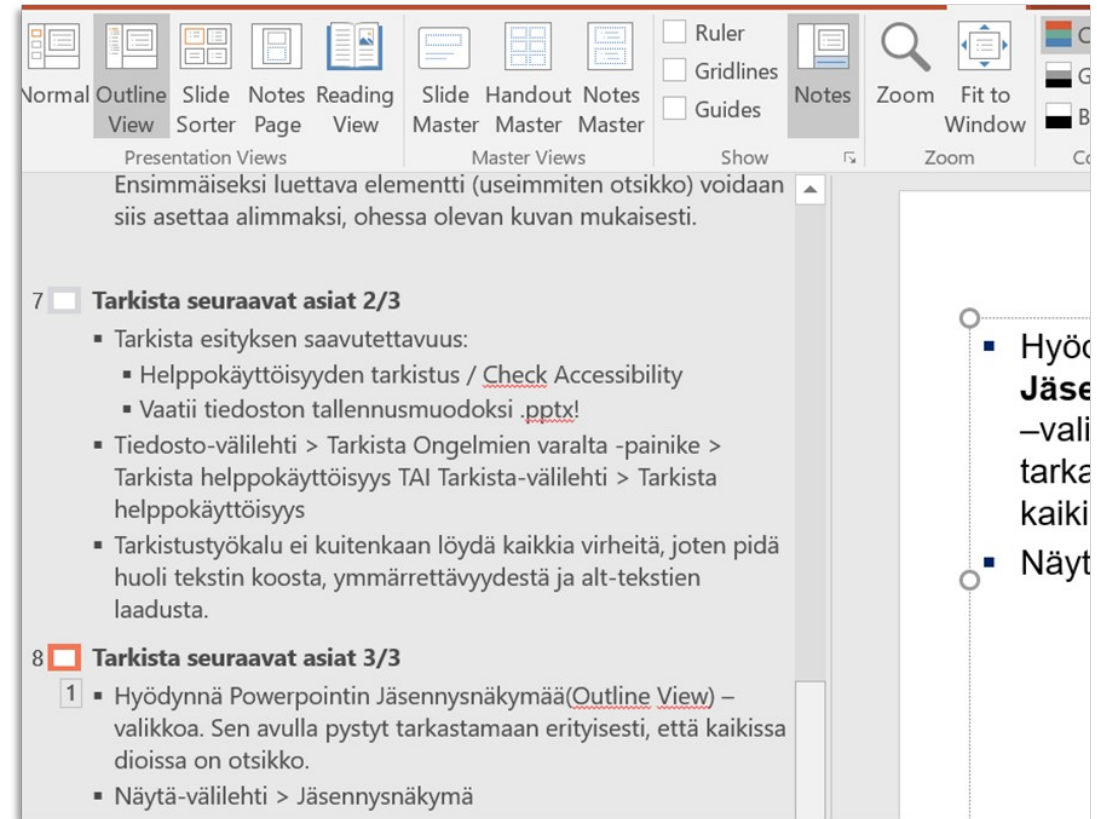 Normal Outline View Slide Sorter Notes Page Reading View Slide Master Handout Master Notes Master
Ruler
Gridlines
Guides
Notes Zoom Fit to Window
Presentation Views Master Views Show Zoom
Ensimmäiseksi luettava elementti (useimmiten otsikko) voidaan
siis asettaa alimmaksi, ohessa olevan kuvan mukaisesti.
7 Tarkista seuraavat asiat 2/3
▪ Tarkista esityksen saavutettavuus:
▪ Helppokäyttöisyyden tarkistus / Check Accessibility
▪ Vaatii tiedoston tallennusmuodoksi .pptx!
▪ Tiedosto-välilehti > Tarkista Ongelmien varalta -painike >
Tarkista helppokäyttöisyys TAI Tarkista-välilehti > Tarkista
helppokäyttöisyys
▪ Tarkistustyökalu ei kuitenkaan löydä kaikkia virheitä, joten pidä
huoli tekstin koosta, ymmärrettävyydestä ja alt-tekstien
laadusta.
8 Tarkista seuraavat asiat 3/3
1 ▪ Hyödynnä Powerpointin Jäsennysnäkymää(Outline View) –
valikkoa. Sen avulla pystyt tarkastamaan erityisesti, että kaikissa
dioissa on otsikko.
▪ Näytä-välilehti > Jäsennysnäkymä
▪ Hyöd
Jäse
–vali
tarka
kaiki
▪ Näyt